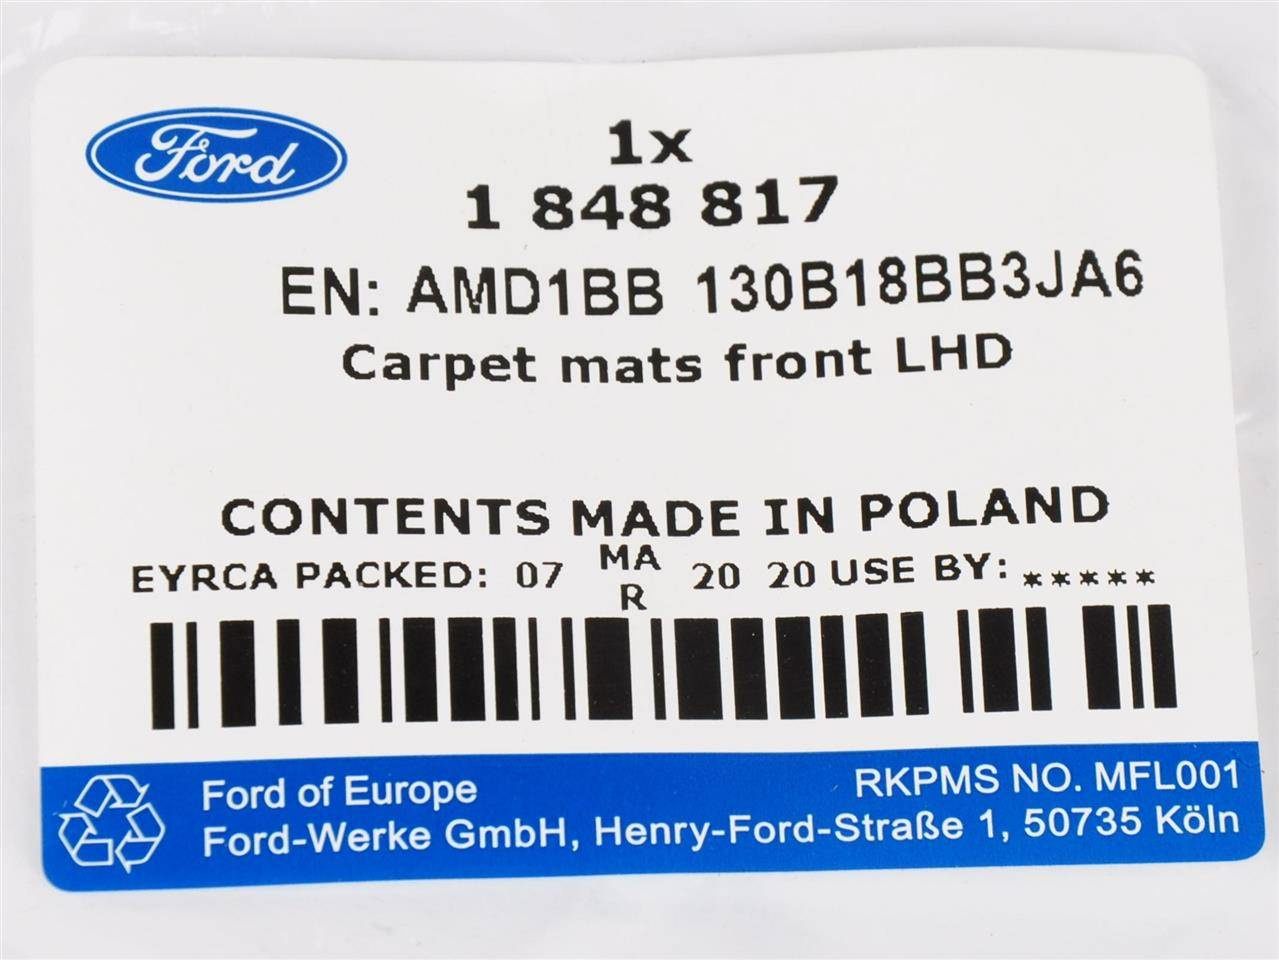 Ford
1x
1 848 817
EN: AMD1BB 130B18BB3JA6
Carpet mats front LHD
CONTENTS MADE IN POLAND
EYRCA PACKED: 07 MAR 20 20 USE BY: *****
Ford of Europe
RKPMS NO. MFL001
Ford-Werke GmbH, Henry-Ford-Straße 1, 50735 Köln